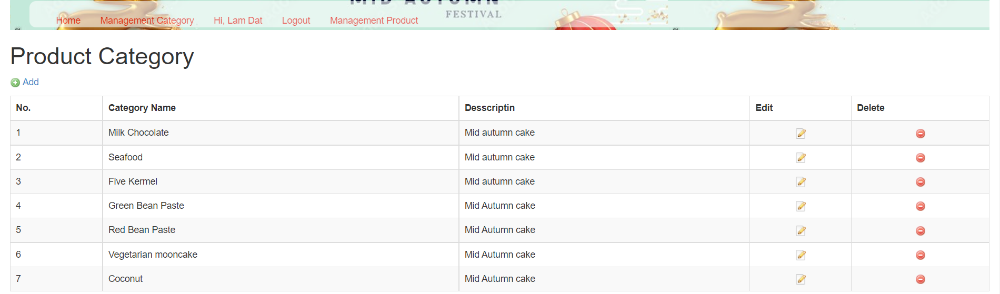 MID AUTUMN
FESTIVAL
Home Management Category Hi, Lam Dat Logout Management Product
Product Category
Add
No. Category Name Desscriptin Edit Delete
1 Milk Chocolate Mid autumn cake
2 Seafood Mid autumn cake
3 Five Kermel Mid autumn cake
4 Green Bean Paste Mid Autumn cake
5 Red Bean Paste Mid Autumn cake
6 Vegetarian mooncake Mid Autumn cake
7 Coconut Mid Autumn cake